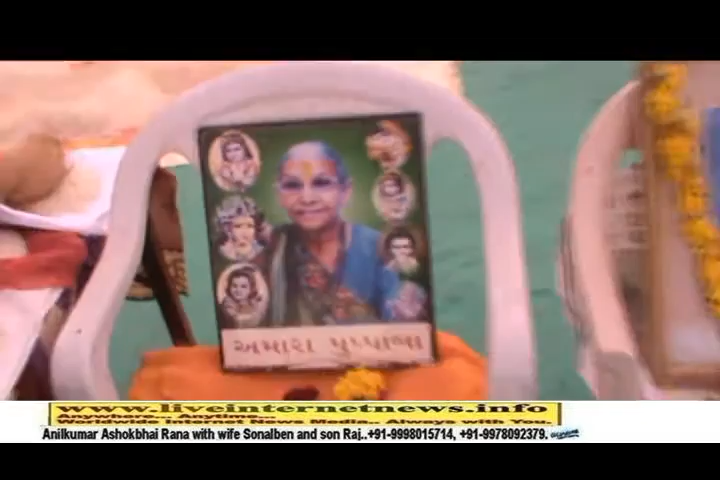 અમારા પુષ્પાબા
www.liveinternetnews.info
Anywhere... Anytime...
Worldwide Internet News Media.. Always with You.
Anilkumar Ashokbhai Rana with wife Sonalben and son Raj..+91-9998015714, +91-9978092379.